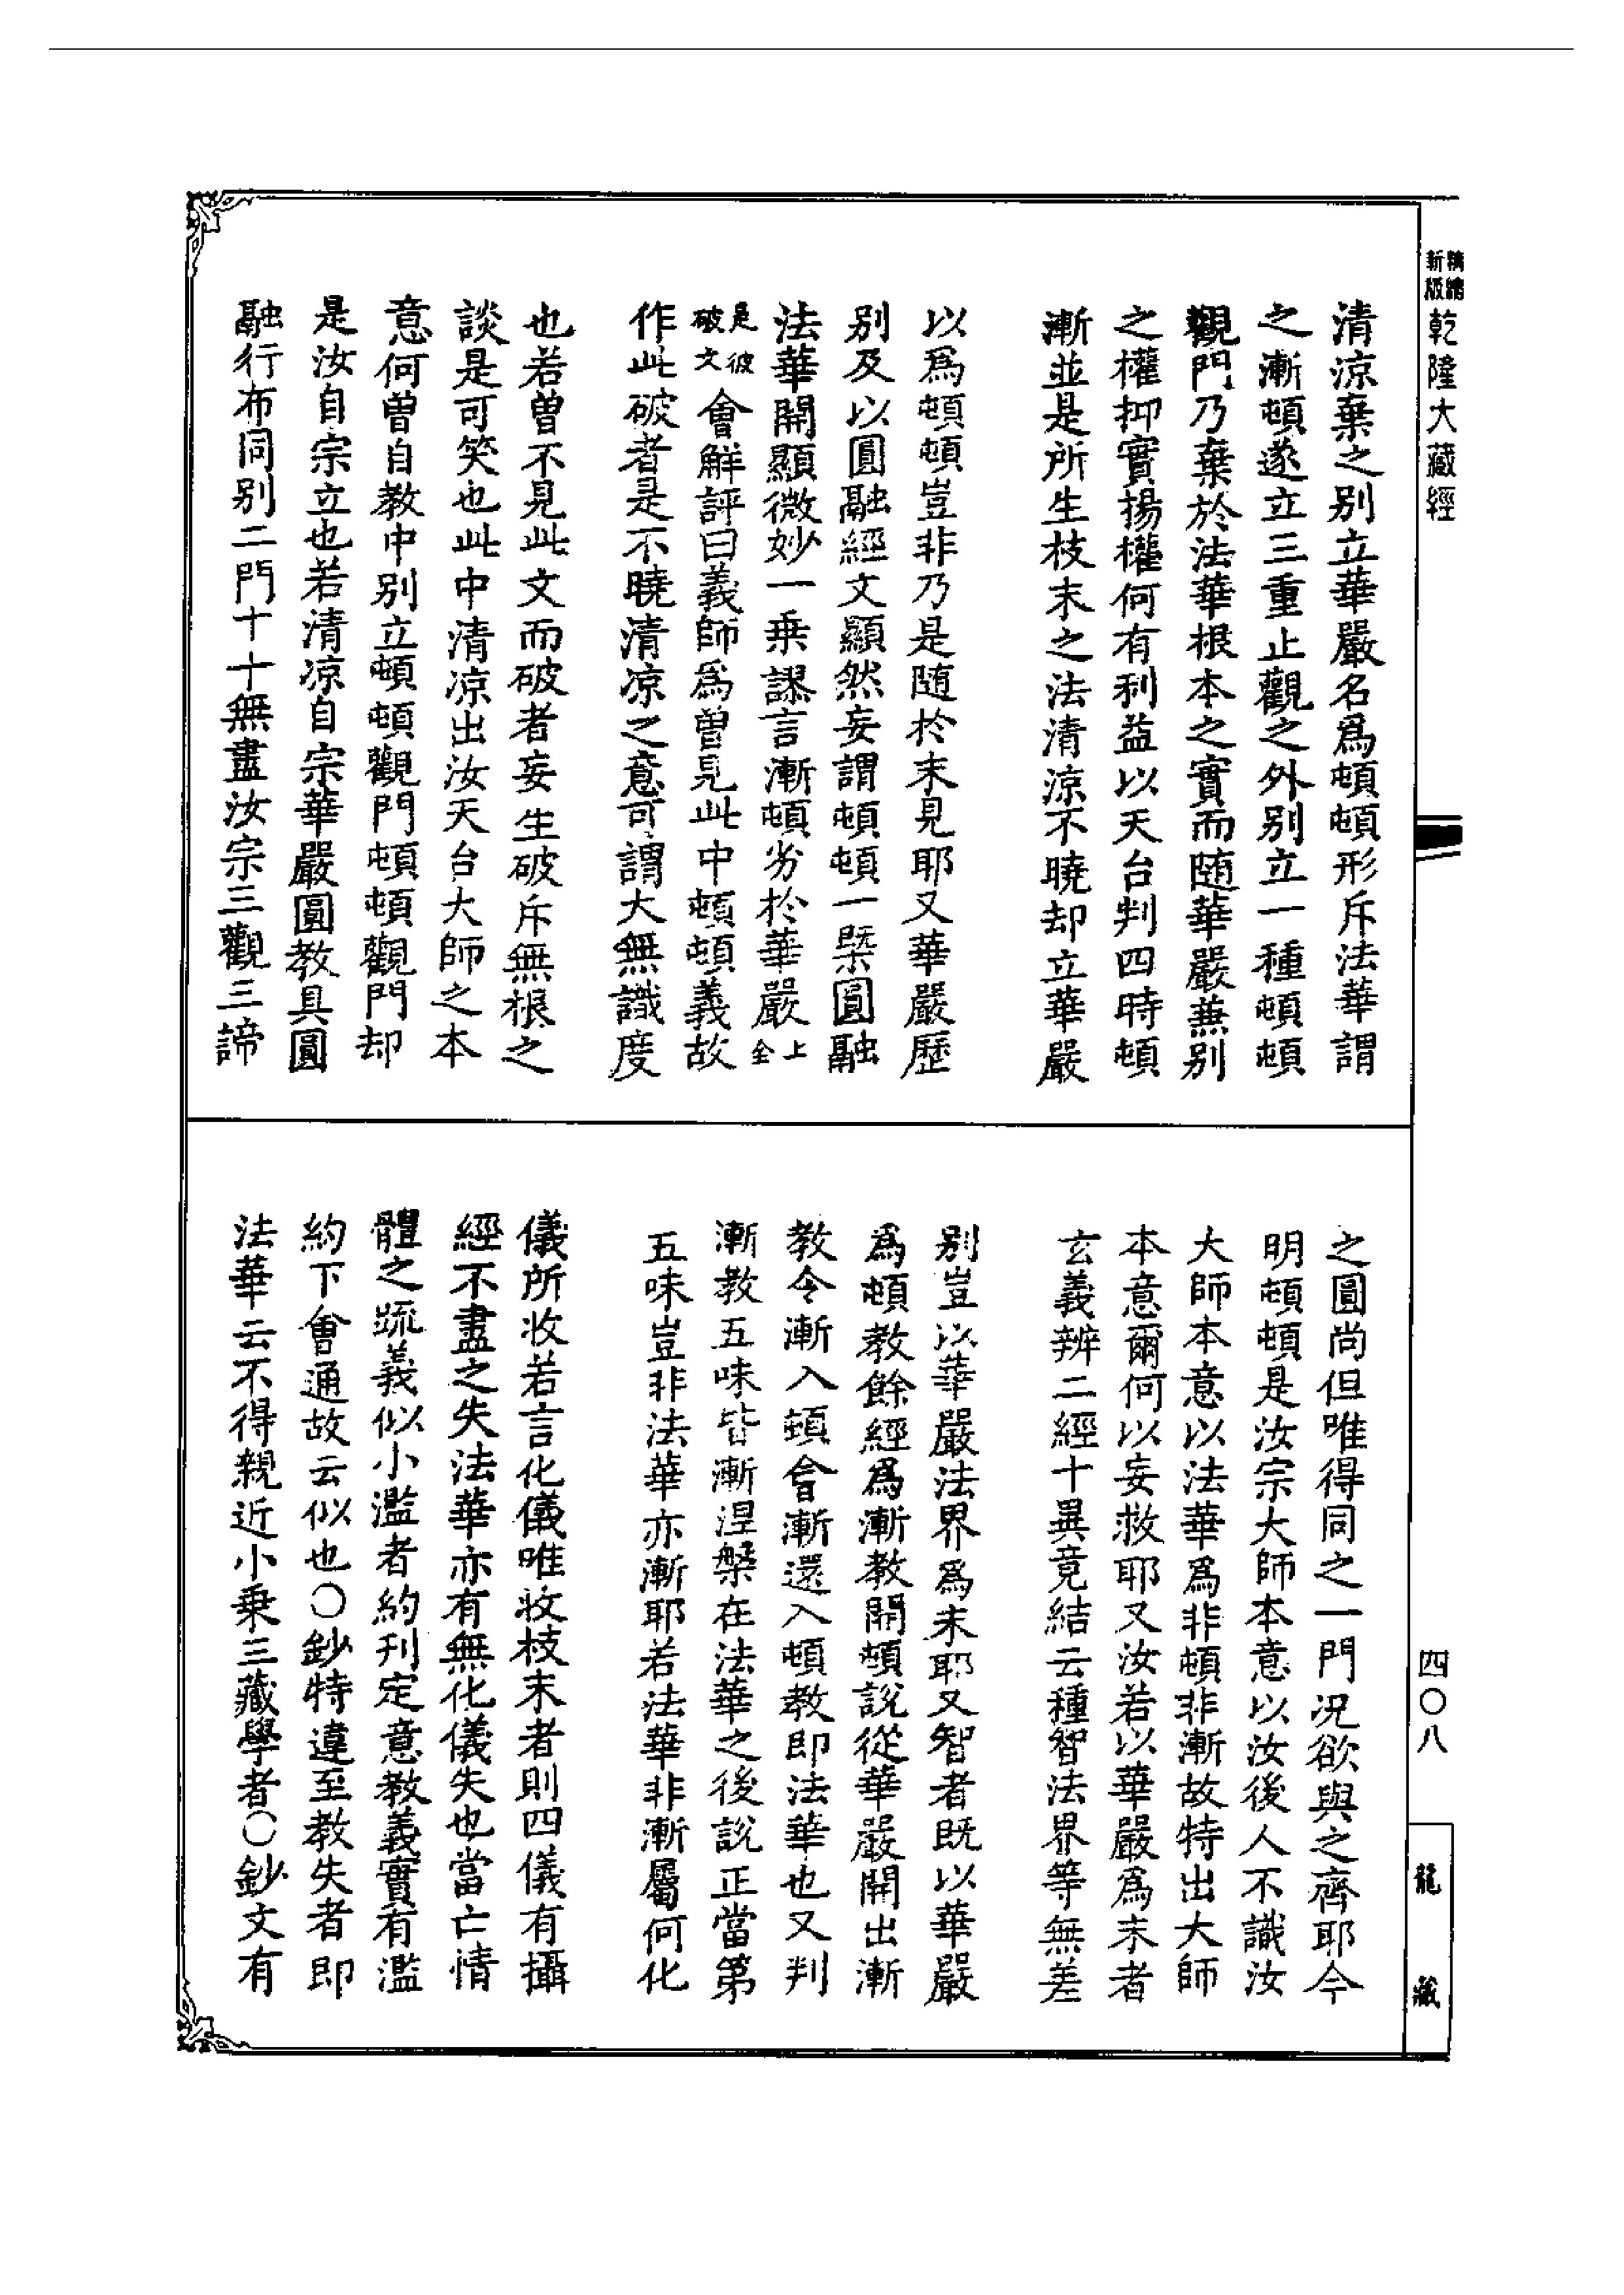 精縮新版乾隆大藏經
清涼棄之别立華嚴名爲頓頓形斥法華謂
之漸頓遂立三重止觀之外别立一種頓頓
觀門乃棄於法華根本之實而随華嚴兼别
之權抑實揚權何有利益以天台判四時頓
漸並是所生枝末之法清涼不曉却立華嚴
以爲頓頓豈非乃是随於末見耶又華嚴歷
别及以圓融經文顯然妄謂頓頓一槩圓融
法華開顯微妙一乗謬言漸頓劣於華嚴上全
是彼破文會解評曰義師爲曽見此中頓頓義故
作此破者是不曉清凉之意可謂大無識度
也若曽不見此文而破者妄生破斥無根之
談是可笑也此中清凉出汝天台大師之本
意何曽自教中别立頓頓觀門頓頓觀門却
是汝自宗立也若清凉自宗華嚴圓教具圓
融行布同别二門十十無盡汝宗三觀三諦
之圓尚但唯得同之一門况欲與之齊耶今
明頓頓是汝宗大師本意以汝後人不識汝
大師本意以法華爲非頓非漸故特出大師
本意爾何以妄救耶又汝若以華嚴爲末者
玄義辨二經十異竟結云種智法界等無差
别豈以華嚴法界爲末耶又智者既以華嚴
爲頓教餘經爲漸教開頓說從華嚴開出漸
教令漸入頓會漸還入頓教即法華也又判
漸教五味皆漸涅槃在法華之後說正當第
五味豈非法華亦漸耶若法華非漸屬何化
儀所收若言化儀唯收枝末者則四儀有攝
經不盡之失法華亦有無化儀失也當亡情
體之䟽義似小濫者約刋定意教義實有濫
約下會通故云似也〇鈔特違至教失者即
法華云不得親近小乗三藏學者〇鈔文有
四〇八
龍藏